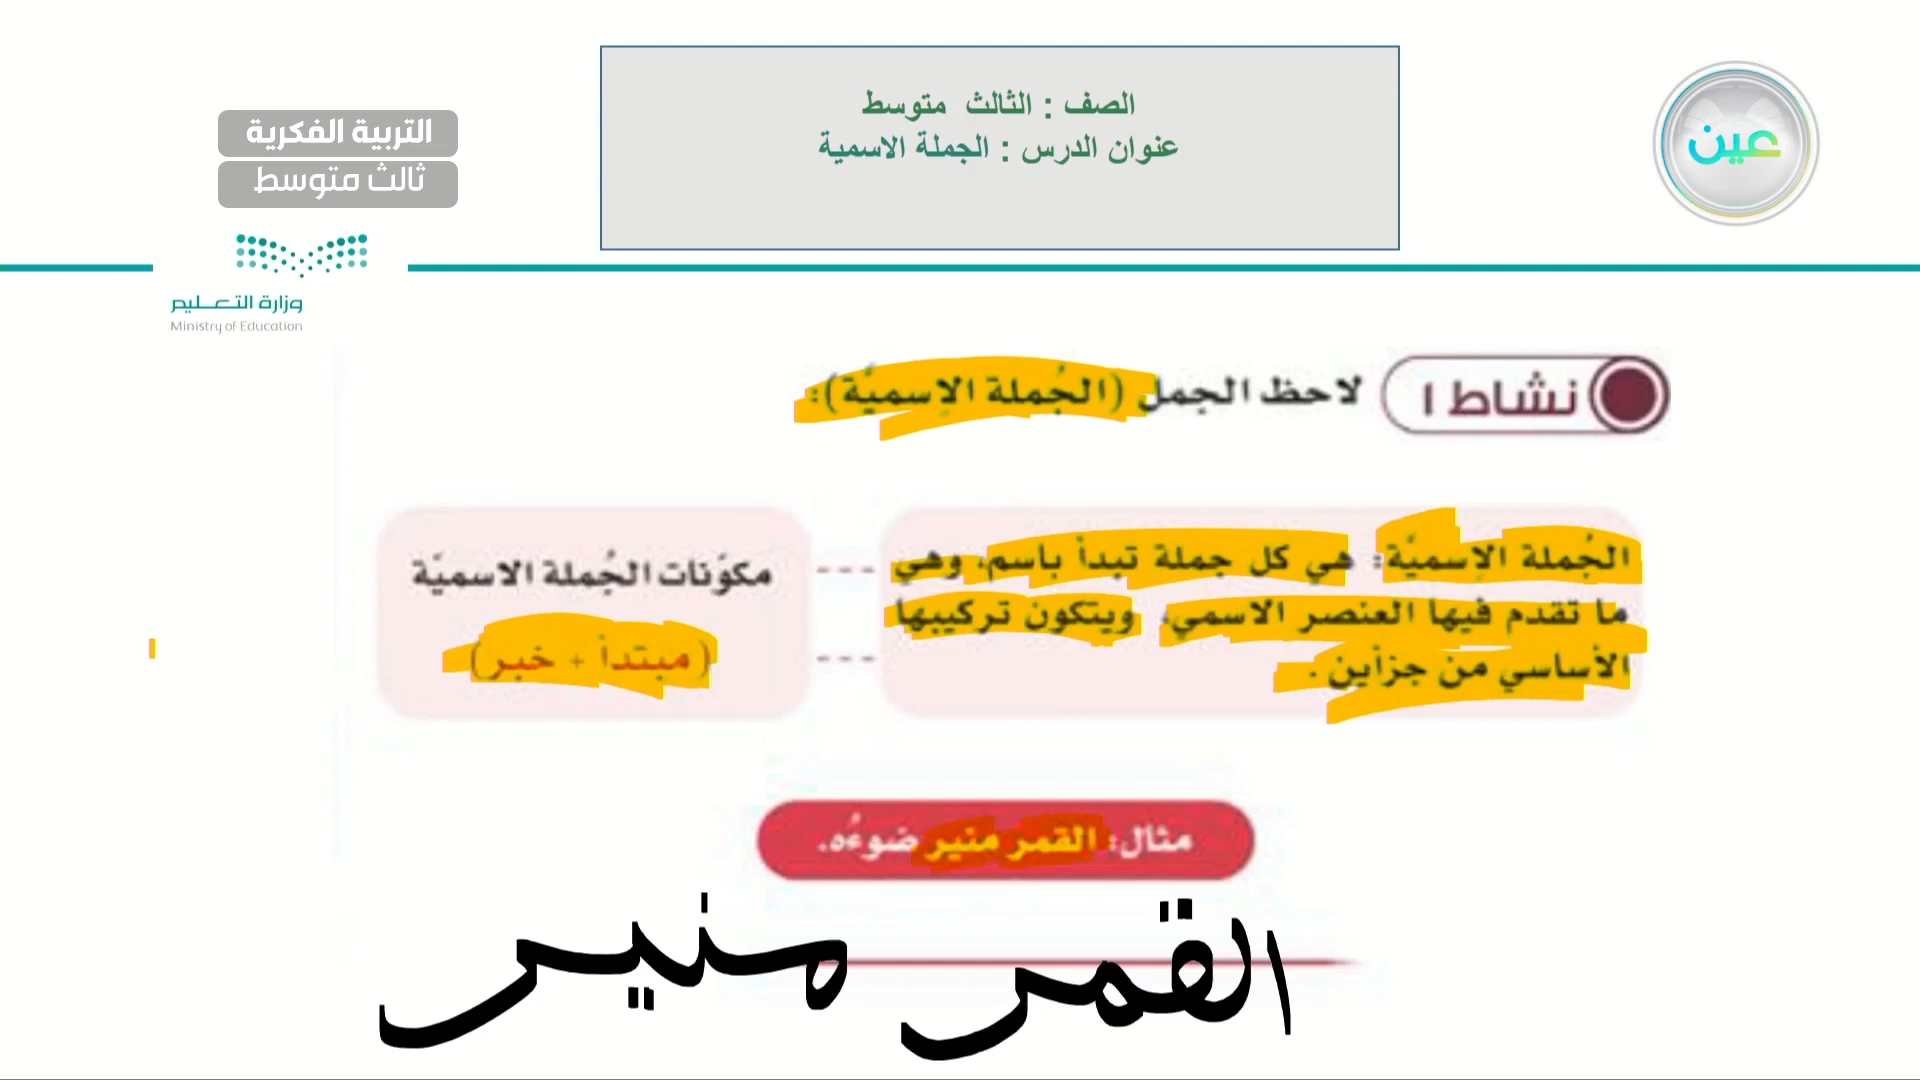 الصف : الثالث متوسط
عنوان الدرس : الجملة الاسمية
عين
التربية الفكرية
ثالث متوسط
وزارة التعليم
Ministry of Education
نشاط ١
لاحظ الجمل (الجُملة الإسميَّة):
الجُملة الإسميَّة: هي كل جملة تبدأ باسم، وهي
ما تقدم فيها العنصر الاسمي، ويتكون تركيبها
الأساسي من جزأين .
مكوّنات الجُملة الاسميّة
(مبتدأ + خبر)
مثال: القمر منير ضوءُه.
القمر منير